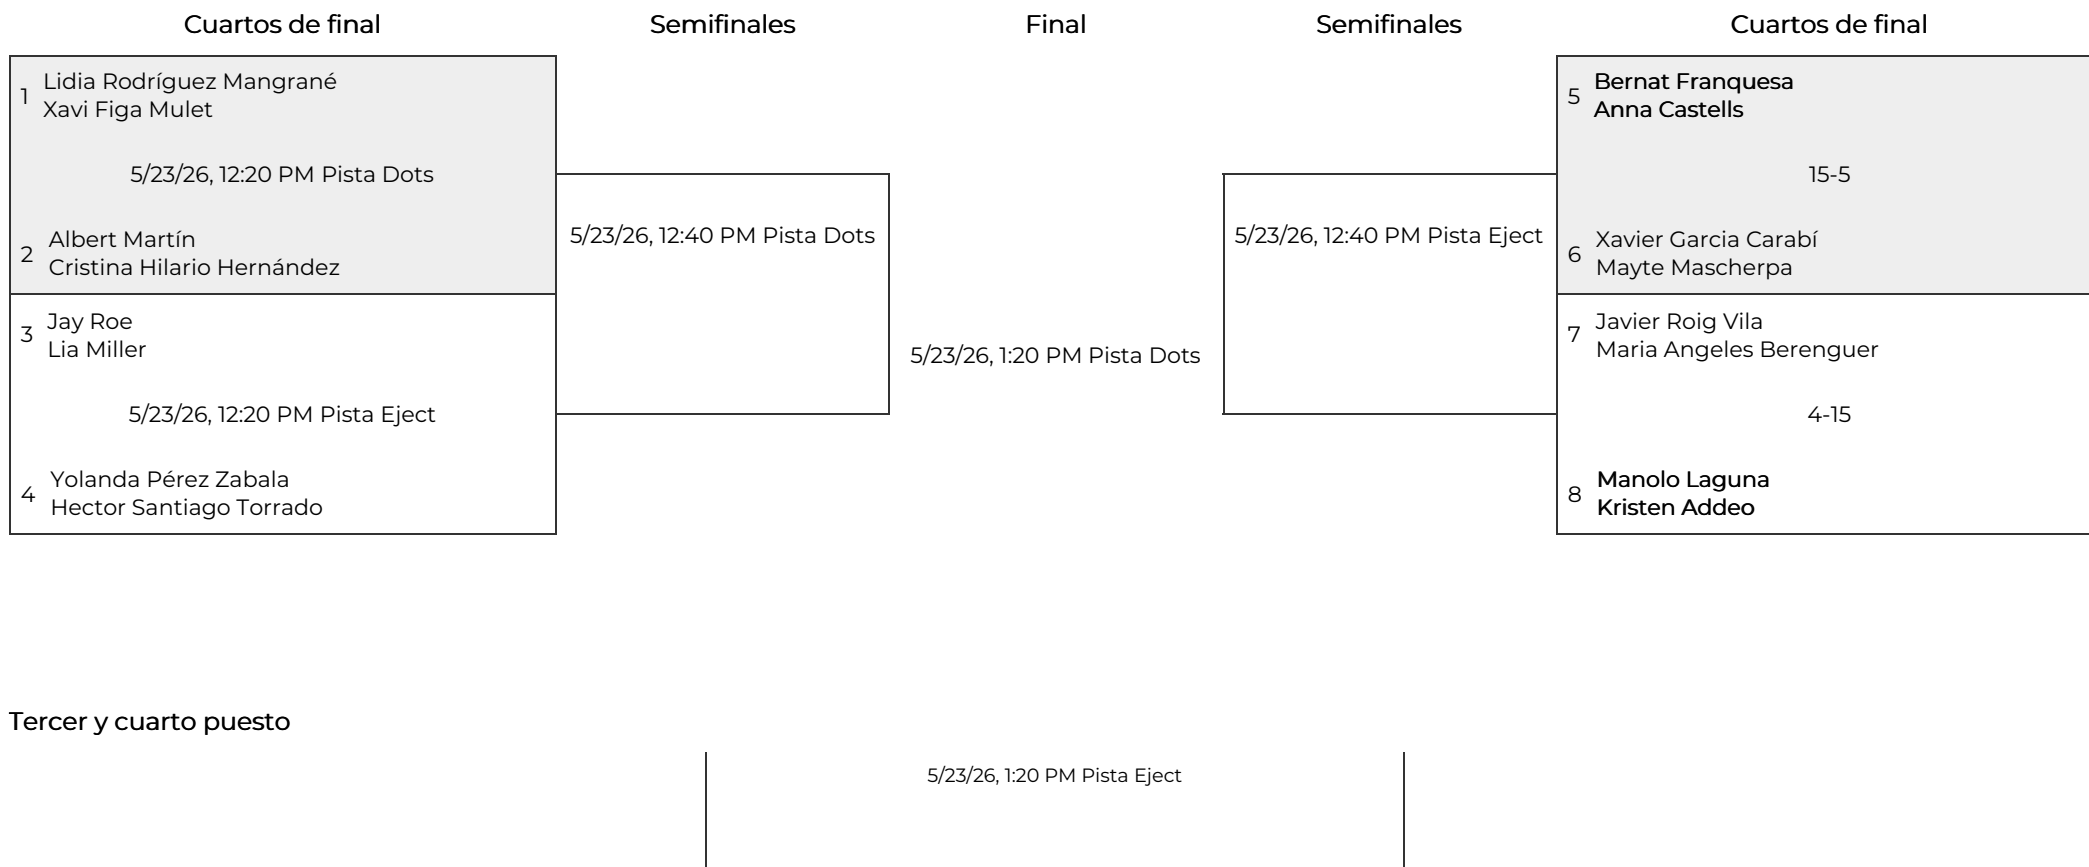 Cuartos de final
Semifinales
Final
Semifinales
Cuartos de final
1
Lidia Rodríguez Mangrané
Xavi Figa Mulet
5/23/26, 12:20 PM Pista Dots
2
Albert Martín
Cristina Hilario Hernández
3
Jay Roe
Lia Miller
5/23/26, 12:20 PM Pista Eject
4
Yolanda Pérez Zabala
Hector Santiago Torrado
5/23/26, 12:40 PM Pista Dots
5/23/26, 1:20 PM Pista Dots
5/23/26, 12:40 PM Pista Eject
5
Bernat Franquesa
Anna Castells
15-5
6
Xavier Garcia Carabí
Mayte Mascherpa
7
Javier Roig Vila
Maria Angeles Berenguer
4-15
8
Manolo Laguna
Kristen Addeo
Tercer y cuarto puesto
5/23/26, 1:20 PM Pista Eject